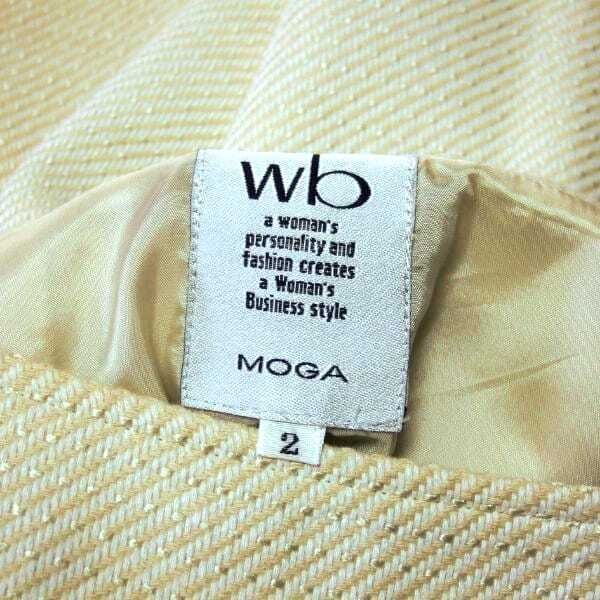 wb
a woman's
personality and
fashion creates
a Woman's
Business style
MOGA
2